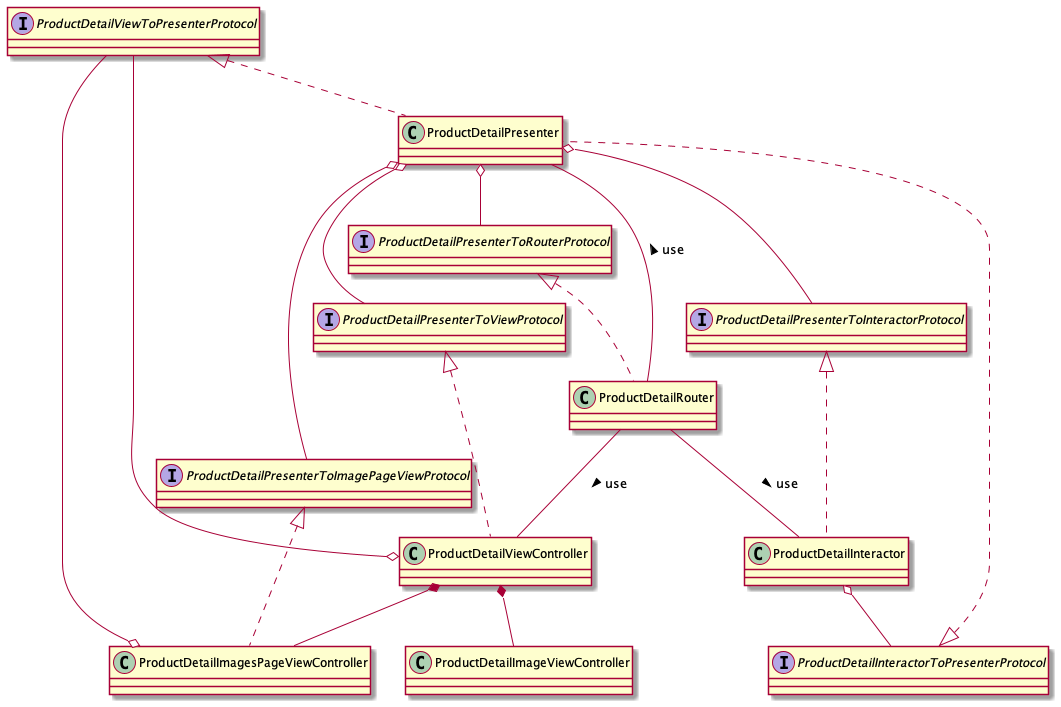 I ProductDetailViewToPresenterProtocol
C ProductDetailPresenter
I ProductDetailPresenterToRouterProtocol
use
I ProductDetailPresenterToViewProtocol
I ProductDetailPresenterToInteractorProtocol
C ProductDetailRouter
I ProductDetailPresenterToImagePageViewProtocol
use
use
C ProductDetailViewController
C ProductDetailInteractor
C ProductDetailImagesPageViewController
C ProductDetailImageViewController
I ProductDetailInteractorToPresenterProtocol